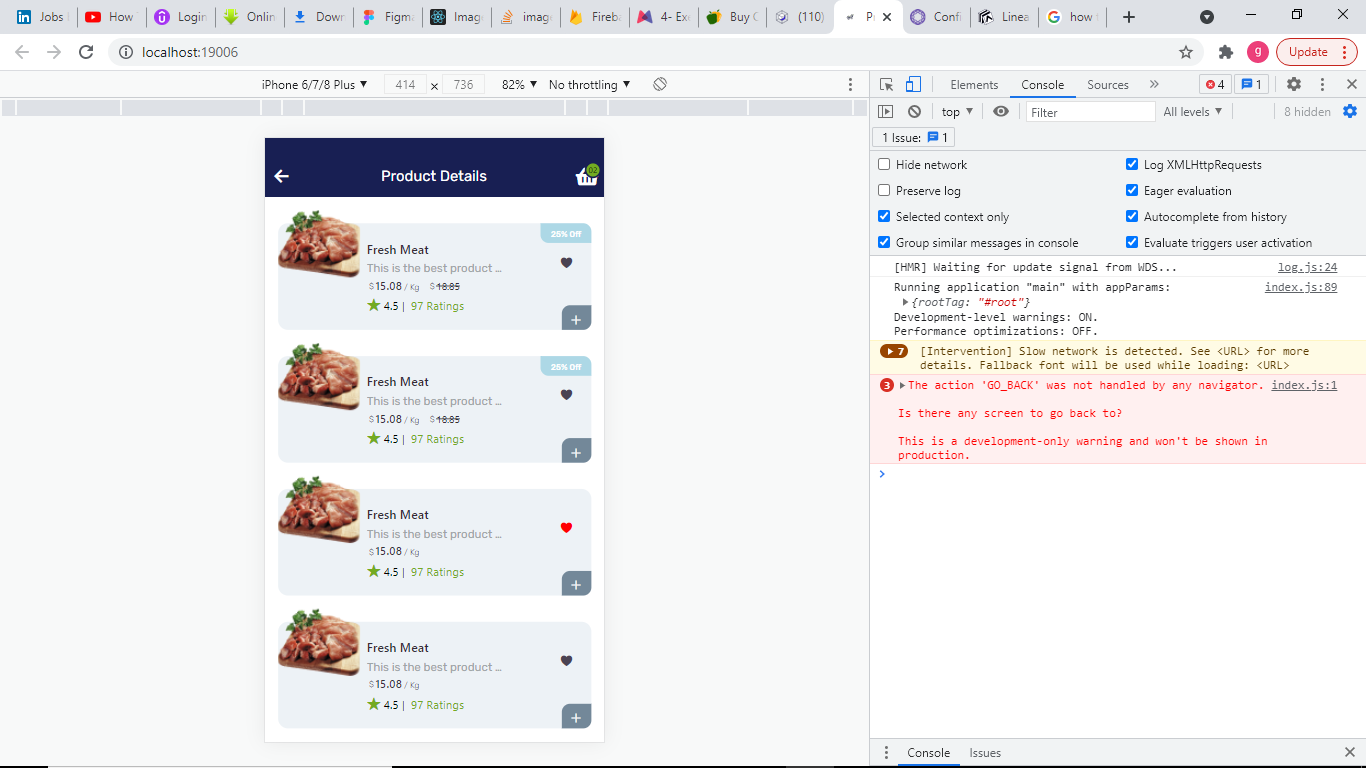 Jobs
How
Login
Onlin
Down
Figma
Imag
image
Fireb
4- Exe
Buy C
(110)
P
Confi
Linea
how t
localhost:19006
g
Update
iPhone 6/7/8 Plus
414
×
736
82%
No throttling
Elements
Console
Sources
4
1
top
Filter
All levels
8 hidden
1 Issue:
1
Hide network
Log XMLHttpRequests
Preserve log
Eager evaluation
Selected context only
Autocomplete from history
Group similar messages in console
Evaluate triggers user activation
[HMR] Waiting for update signal from WDS...
log.js:24
Running application "main" with appParams:
index.js:89
{rootTag: "#root"}
Development-level warnings: ON.
Performance optimizations: OFF.
7
[Intervention] Slow network is detected. See <URL> for more
details. Fallback font will be used while loading: <URL>
3
The action 'GO_BACK' was not handled by any navigator.
index.js:1
Is there any screen to go back to?
This is a development-only warning and won't be shown in
production.
Console
Issues
Product Details
02
25% Off
Fresh Meat
This is the best product ...
$15.08 / Kg $18.85
4.5 | 97 Ratings
+
25% Off
Fresh Meat
This is the best product ...
$15.08 / Kg $18.85
4.5 | 97 Ratings
+
Fresh Meat
This is the best product ...
$15.08 / Kg
4.5 | 97 Ratings
+
Fresh Meat
This is the best product ...
$15.08 / Kg
4.5 | 97 Ratings
+